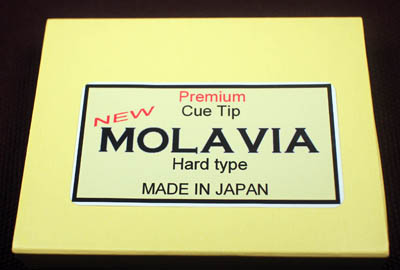 Premium
Cue Tip
NEW
MOLAVIA
Hard type
MADE IN JAPAN